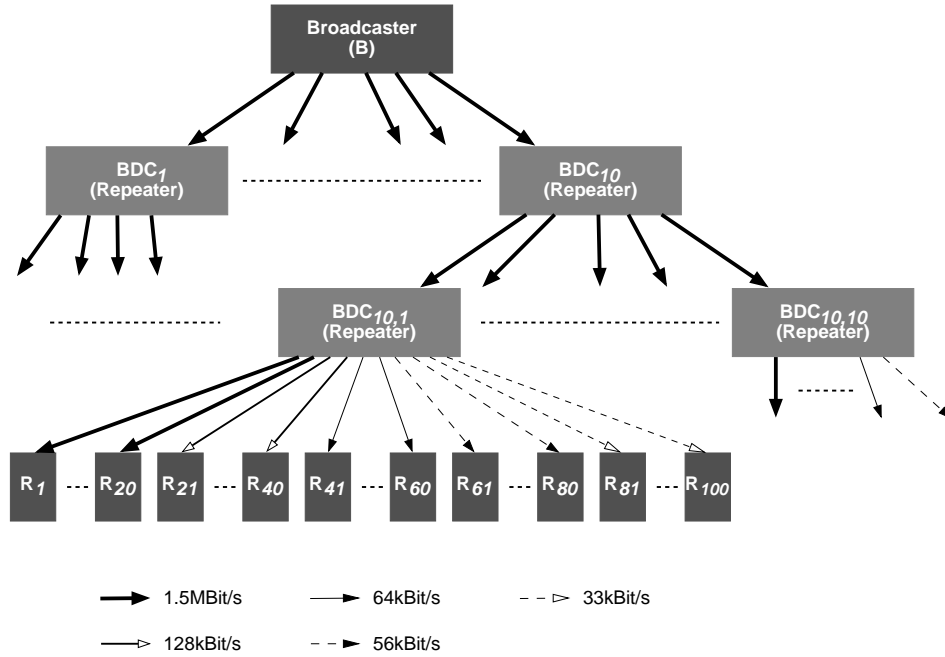 Broadcaster
(B)
BDC1
(Repeater)
BDC10
(Repeater)
BDC10,1
(Repeater)
BDC10,10
(Repeater)
R1 R20 R21 R40 R41 R60 R61 R80 R81 R100
1.5MBit/s 64kBit/s 33kBit/s
128kBit/s 56kBit/s